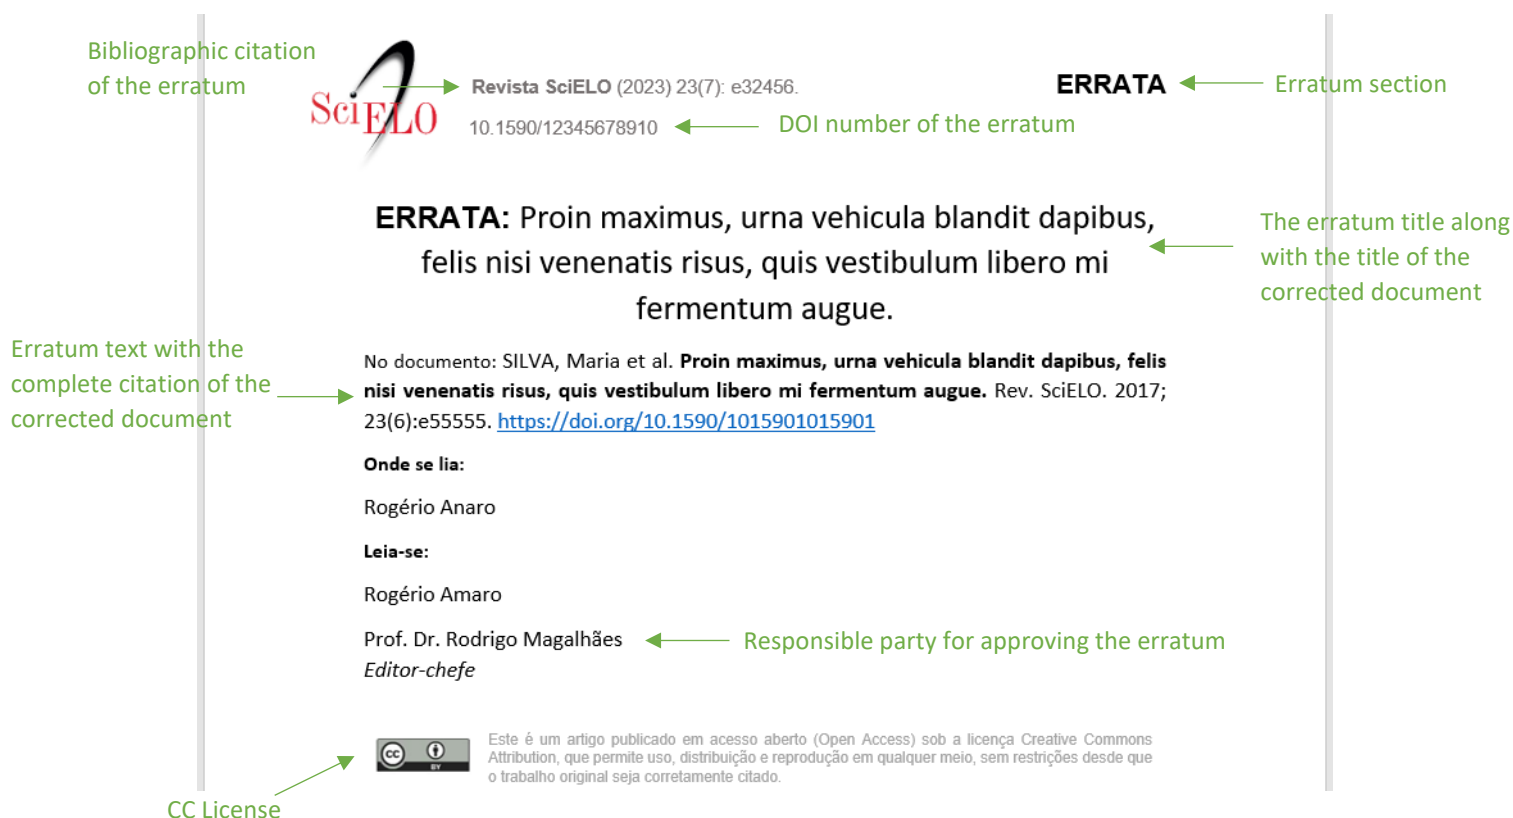 Bibliographic citation
of the erratum
SciELO
Revista SciELO (2023) 23(7): e32456.
ERRATA
Erratum section
10.1590/12345678910
DOI number of the erratum
ERRATA: Proin maximus, urna vehicula blandit dapibus,
felis nisi venenatis risus, quis vestibulum libero mi
fermentum augue.
The erratum title along
with the title of the
corrected document
Erratum text with the
complete citation of the
corrected document
No documento: SILVA, Maria et al. Proin maximus, urna vehicula blandit dapibus, felis
nisi venenatis risus, quis vestibulum libero mi fermentum augue. Rev. SciELO. 2017;
23(6):e55555. https://doi.org/10.1590/1015901015901
Onde se lia:
Rogério Anaro
Leia-se:
Rogério Amaro
Prof. Dr. Rodrigo Magalhães
Responsible party for approving the erratum
Editor-chefe
cc
BY
Este é um artigo publicado em acesso aberto (Open Access) sob a licença Creative Commons
Attribution, que permite uso, distribuição e reprodução em qualquer meio, sem restrições desde que
o trabalho original seja corretamente citado.
CC License